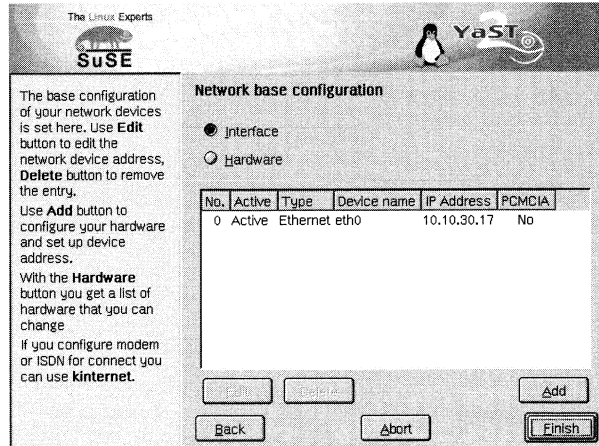 The Linux Experts
SuSE
YaST
2
The base configuration
of your network devices
is set here. Use Edit
button to edit the
network device address,
Delete button to remove
the entry.
Use Add button to
configure your hardware
and set up device
address.
With the Hardware
button you get a list of
hardware that you can
change
If you configure modem
or ISDN for connect you
can use kinternet.
Network base configuration
Interface
Hardware
No. Active Type Device name IP Address PCMCIA
0 Active Ethernet eth0 10.10.30.17 No
Edit Delete Add
Back Abort Finish